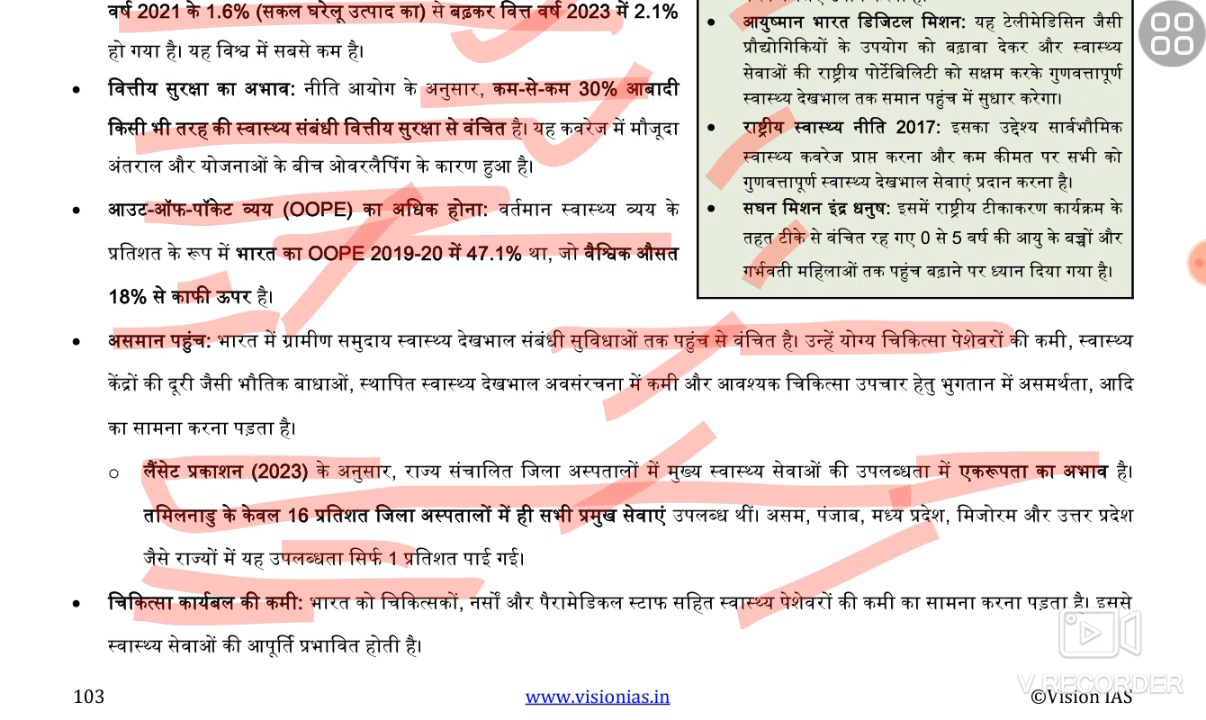 वर्ष 2021 के 1.6% (सकल घरेलू उत्पाद का) से बढ़कर वित्त वर्ष 2023 में 2.1%
हो गया है। यह विश्व में सबसे कम है।
• वित्तीय सुरक्षा का अभाव: नीति आयोग के अनुसार, कम-से-कम 30% आबादी
किसी भी तरह की स्वास्थ्य संबंधी वित्तीय सुरक्षा से वंचित है। यह कवरेज में मौजूदा
अंतराल और योजनाओं के बीच ओवरलैपिंग के कारण हुआ है।
• आउट-ऑफ-पॉकेट व्यय (OOPE) का अधिक होना: वर्तमान स्वास्थ्य व्यय के
प्रतिशत के रूप में भारत का OOPE 2019-20 में 47.1% था, जो वैश्विक औसत
18% से काफी ऊपर है।
• आयुष्मान भारत डिजिटल मिशन: यह टेलीमेडिसिन जैसी
प्रौद्योगिकियों के उपयोग को बढ़ावा देकर और स्वास्थ्य
सेवाओं की राष्ट्रीय पोर्टेबिलिटी को सक्षम करके गुणवत्तापूर्ण
स्वास्थ्य देखभाल तक समान पहुंच में सुधार करेगा।
• राष्ट्रीय स्वास्थ्य नीति 2017: इसका उद्देश्य सार्वभौमिक
स्वास्थ्य कवरेज प्राप्त करना और कम कीमत पर सभी को
गुणवत्तापूर्ण स्वास्थ्य देखभाल सेवाएं प्रदान करना है।
• सघन मिशन इंद्र धनुष: इसमें राष्ट्रीय टीकाकरण कार्यक्रम के
तहत टीके से वंचित रह गए 0 से 5 वर्ष की आयु के बच्चों और
गर्भवती महिलाओं तक पहुंच बढ़ाने पर ध्यान दिया गया है।
• असमान पहुंच: भारत में ग्रामीण समुदाय स्वास्थ्य देखभाल संबंधी सुविधाओं तक पहुंच से वंचित है। उन्हें योग्य चिकित्सा पेशेवरों की कमी, स्वास्थ्य
केंद्रों की दूरी जैसी भौतिक बाधाओं, स्थापित स्वास्थ्य देखभाल अवसंरचना में कमी और आवश्यक चिकित्सा उपचार हेतु भुगतान में असमर्थता, आदि
का सामना करना पड़ता है।
o लैंसेट प्रकाशन (2023) के अनुसार, राज्य संचालित जिला अस्पतालों में मुख्य स्वास्थ्य सेवाओं की उपलब्धता में एकरूपता का अभाव है।
तमिलनाडु के केवल 16 प्रतिशत जिला अस्पतालों में ही सभी प्रमुख सेवाएं उपलब्ध थीं। असम, पंजाब, मध्य प्रदेश, मिजोरम और उत्तर प्रदेश
जैसे राज्यों में यह उपलब्धता सिर्फ 1 प्रतिशत पाई गई।
• चिकित्सा कार्यबल की कमी: भारत को चिकित्सकों, नर्सों और पैरामेडिकल स्टाफ सहित स्वास्थ्य पेशेवरों की कमी का सामना करना पड़ता है। इससे
स्वास्थ्य सेवाओं की आपूर्ति प्रभावित होती है।
V RECORDER
103 www.visionias.in ©Vision IAS